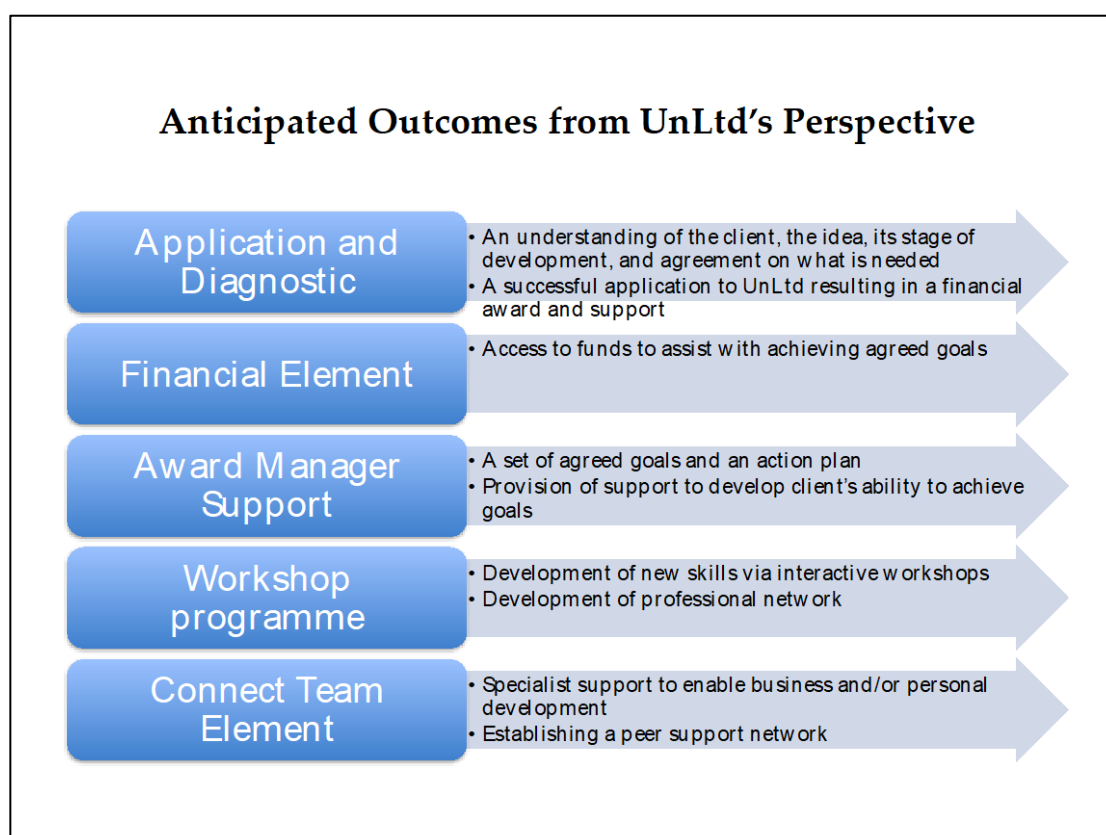 Anticipated Outcomes from UnLtd's Perspective
Application and
Diagnostic
• An understanding of the client, the idea, its stage of
development, and agreement on what is needed
• A successful application to UnLtd resulting in a financial
award and support
Financial Element
• Access to funds to assist with achieving agreed goals
Award Manager
Support
• A set of agreed goals and an action plan
• Provision of support to develop client's ability to achieve
goals
Workshop
programme
• Development of new skills via interactive workshops
• Development of professional network
Connect Team
Element
• Specialist support to enable business and/or personal
development
• Establishing a peer support network